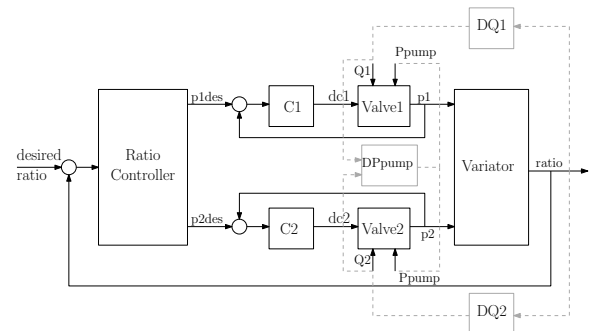 DQ1
Ppump
Q1
p1des
C1
dc1
Valve1
p1
desired
ratio
Ratio
Controller
DPpump
Variator
ratio
p2des
C2
dc2
Valve2
p2
Q2
Ppump
DQ2